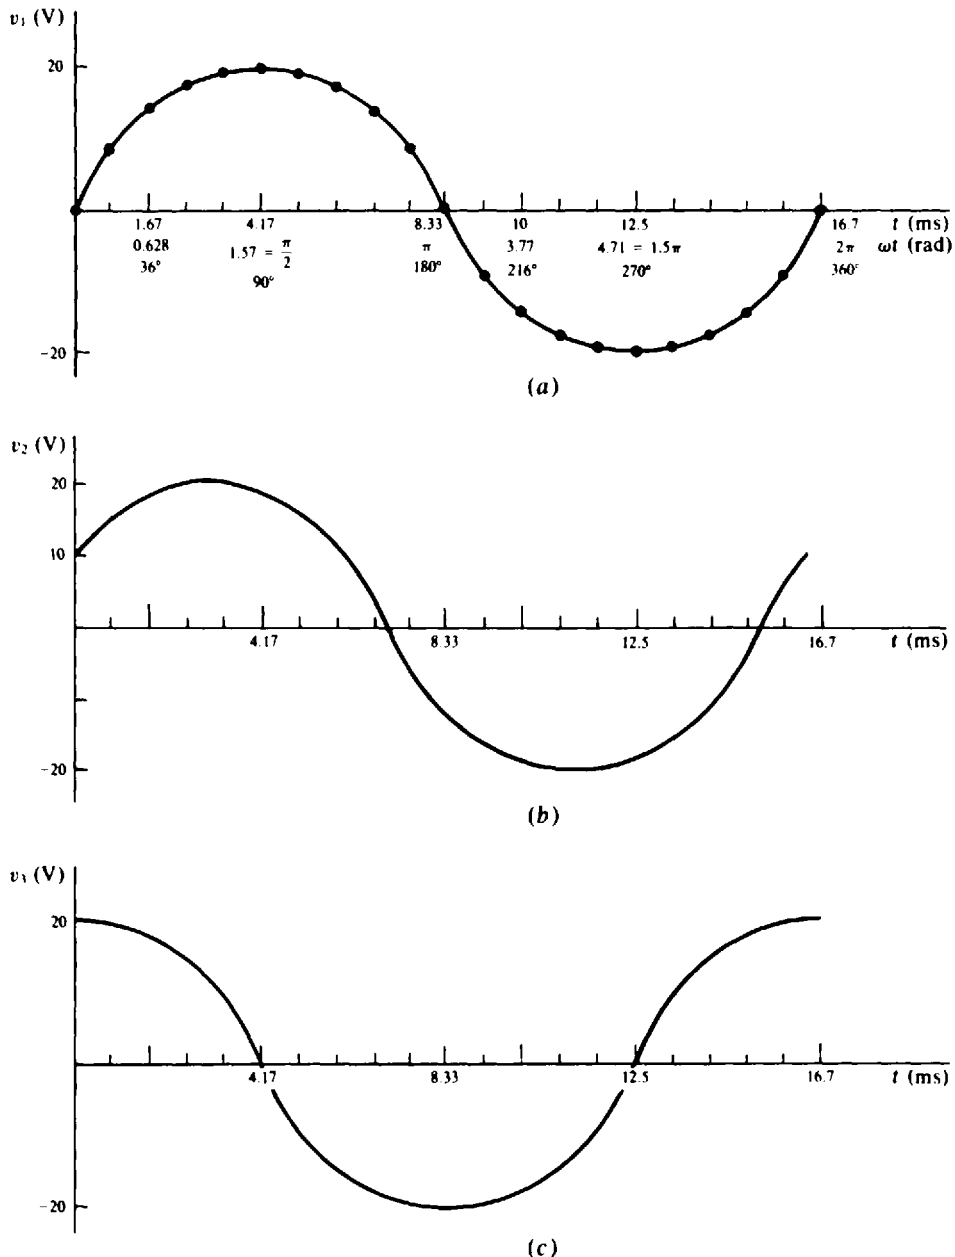 v₁ (V)
20
1.67 4.17 8.33 10 12.5 16.7 t (ms)
0.628 1.57 = π/2 π 3.77 4.71 = 1.5π 2π ωt (rad)
36° 90° 180° 216° 270° 360°
−20
(a)
v₂ (V)
20
10
4.17 8.33 12.5 16.7 t (ms)
−20
(b)
v₃ (V)
20
4.17 8.33 12.5 16.7 t (ms)
−20
(c)